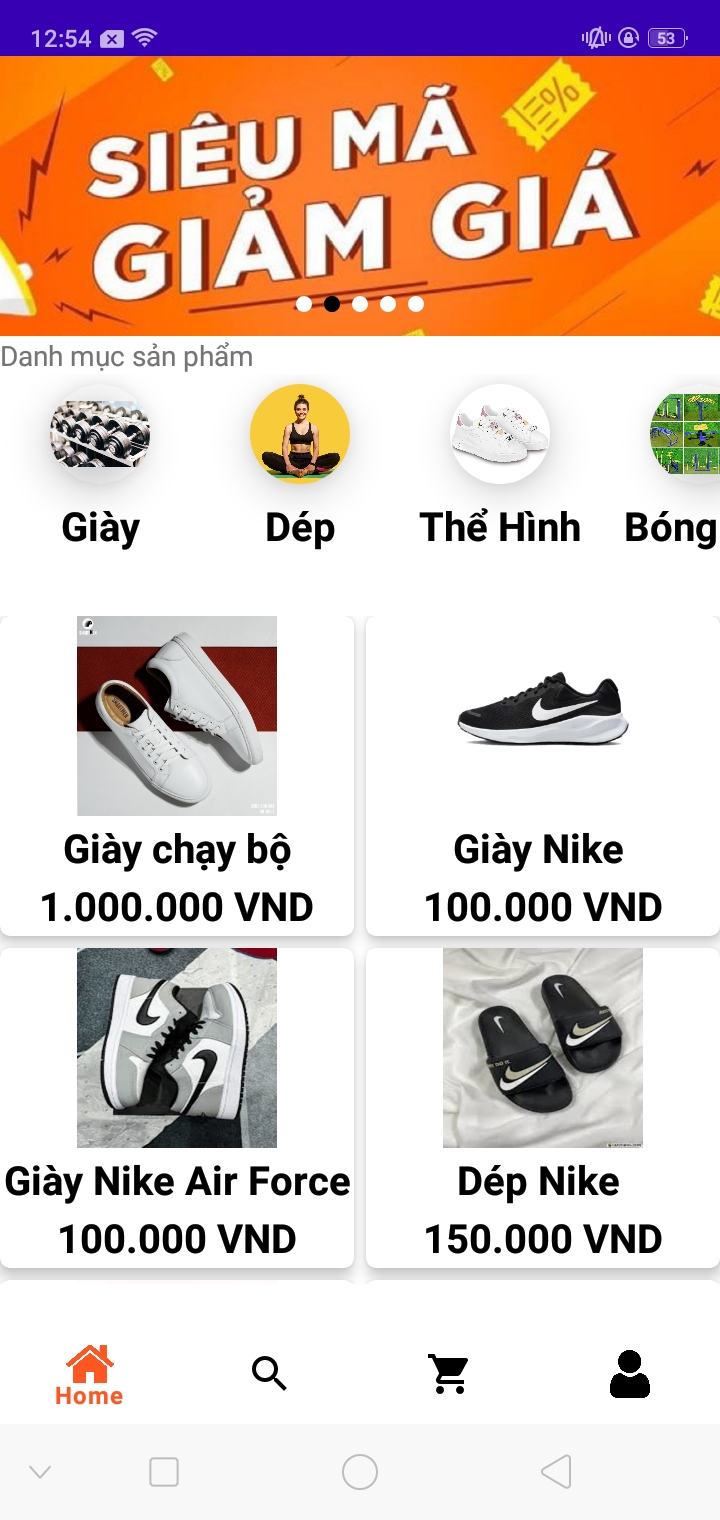 12:54
53
SIÊU MÃ
GIẢM GIÁ
%
Danh mục sản phẩm
Giày
Dép
Thể Hình
Bóng
Giày chạy bộ
1.000.000 VND
Giày Nike
100.000 VND
Giày Nike Air Force
100.000 VND
Dép Nike
150.000 VND
Home